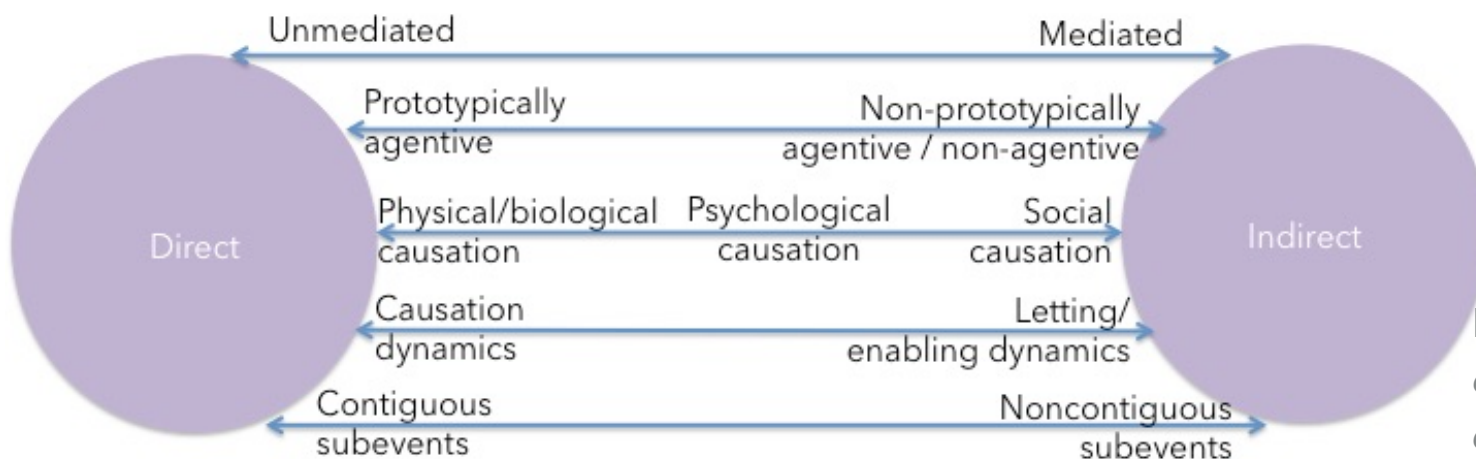 Unmediated Mediated
Prototypically Non-prototypically
agentive agentive / non-agentive
Direct
Physical/biological Psychological Social
causation causation causation
Indirect
Causation Letting/
dynamics enabling dynamics
Contiguous Noncontiguous
subevents subevents